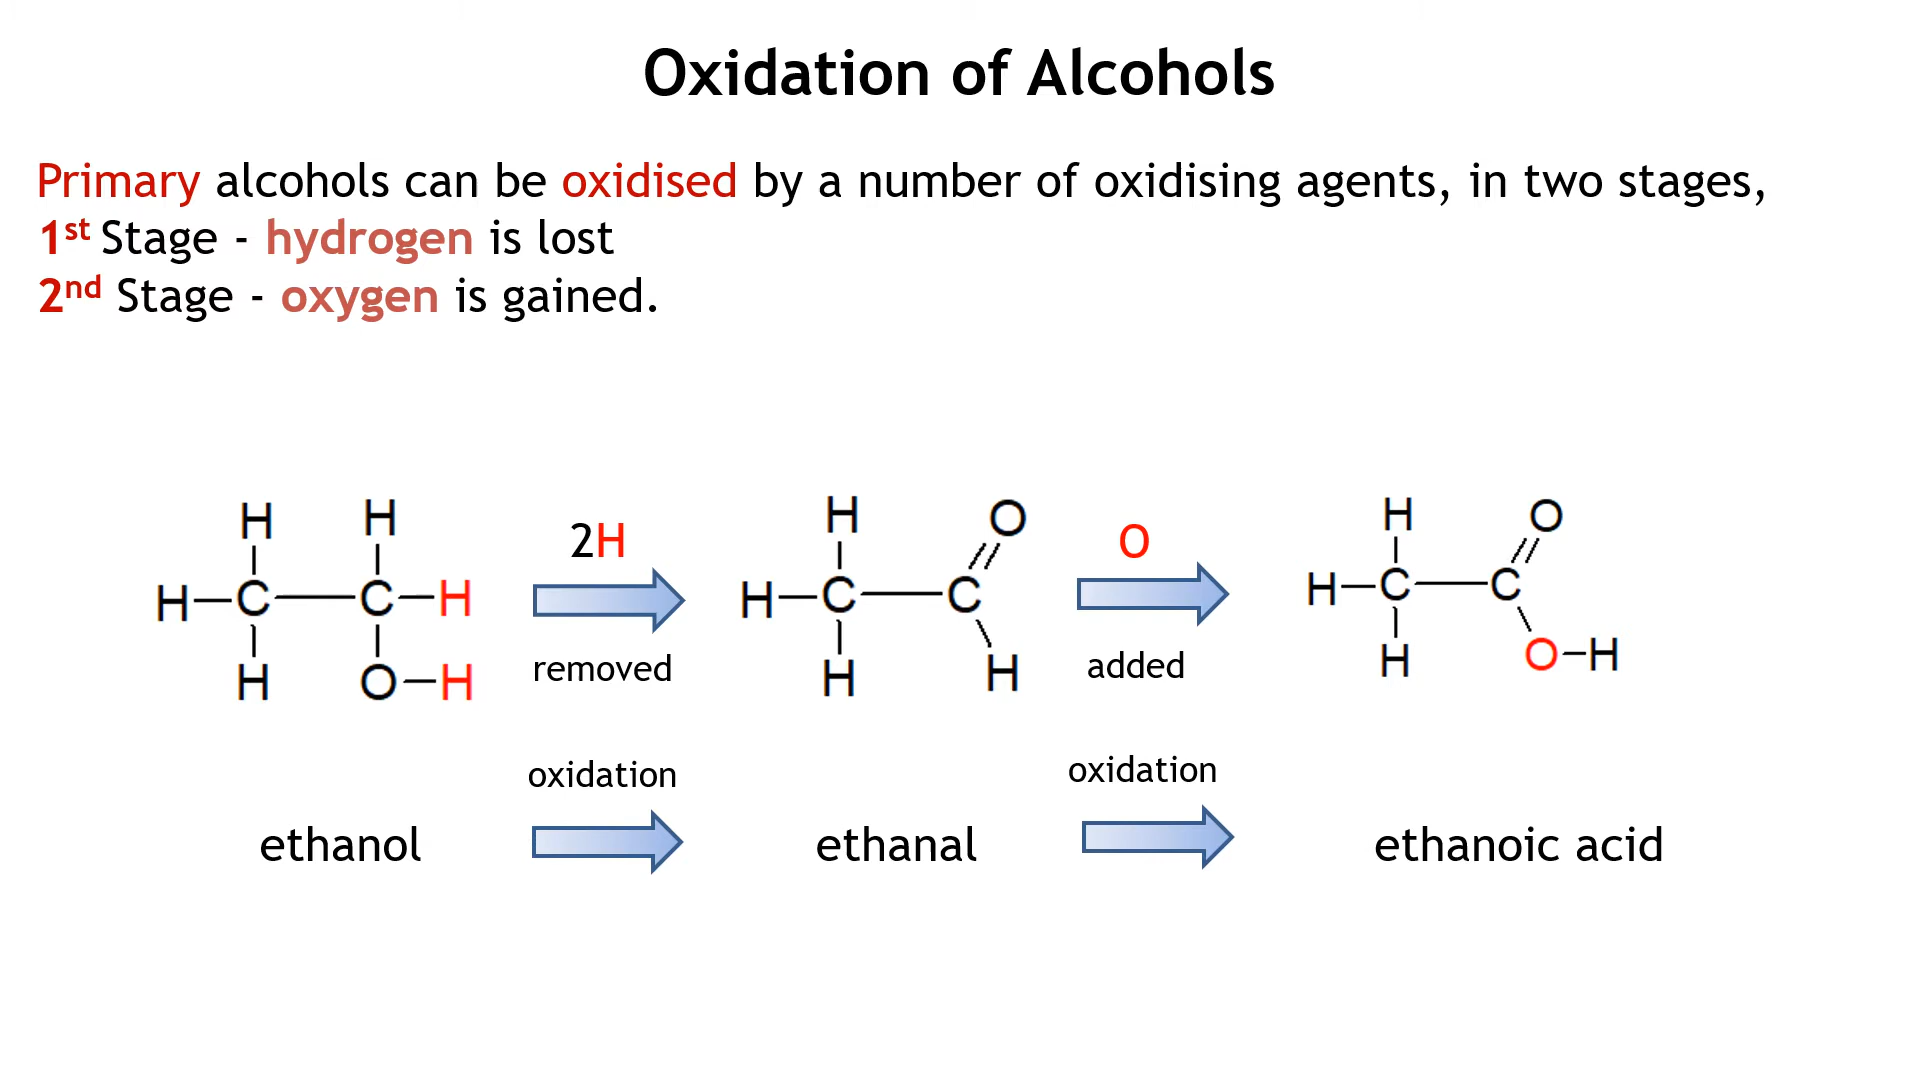 Oxidation of Alcohols
Primary alcohols can be oxidised by a number of oxidising agents, in two stages,
1st Stage - hydrogen is lost
2nd Stage - oxygen is gained.
H H 2H H O O H O
H C C H H C C H C C
H H
O H
H O H removed H H added
oxidation oxidation
ethanol ethanal ethanoic acid